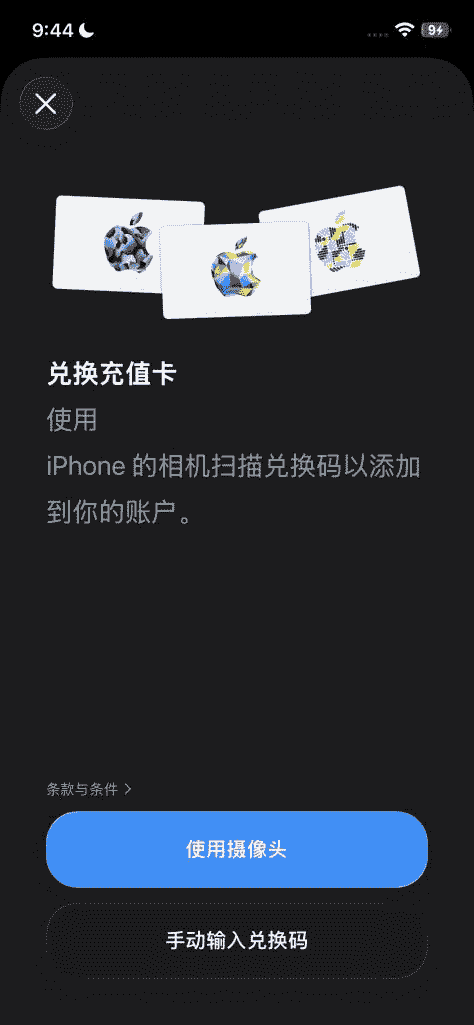 9:44
9
兑换充值卡
使用
iPhone 的相机扫描兑换码以添加
到你的账户。
条款与条件
使用摄像头
手动输入兑换码